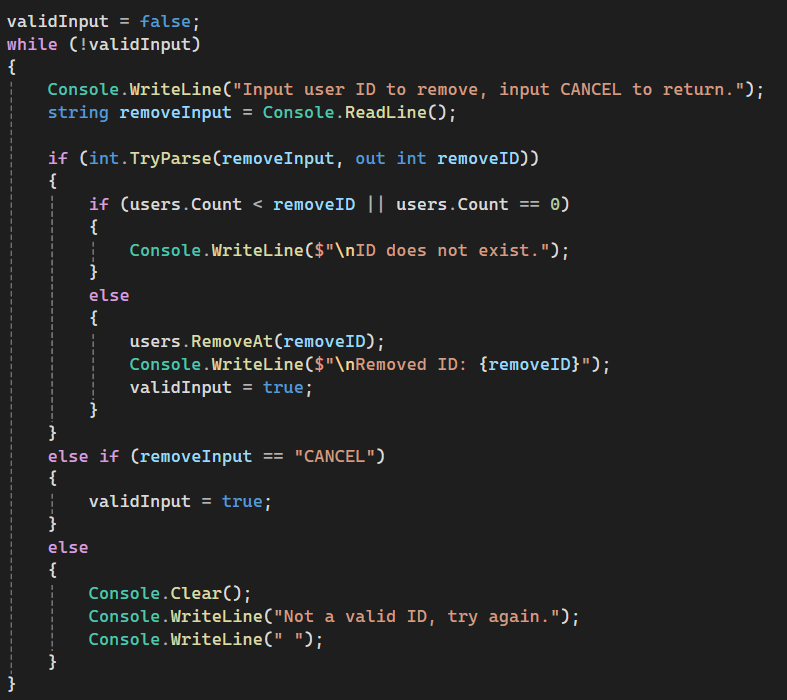 validInput = false;
while (!validInput)
{
    Console.WriteLine("Input user ID to remove, input CANCEL to return.");
    string removeInput = Console.ReadLine();

    if (int.TryParse(removeInput, out int removeID))
    {
        if (users.Count < removeID || users.Count == 0)
        {
            Console.WriteLine($"\nID does not exist.");
        }
        else
        {
            users.RemoveAt(removeID);
            Console.WriteLine($"\nRemoved ID: {removeID}");
            validInput = true;
        }
    }
    else if (removeInput == "CANCEL")
    {
        validInput = true;
    }
    else
    {
        Console.Clear();
        Console.WriteLine("Not a valid ID, try again.");
        Console.WriteLine(" ");
    }
}